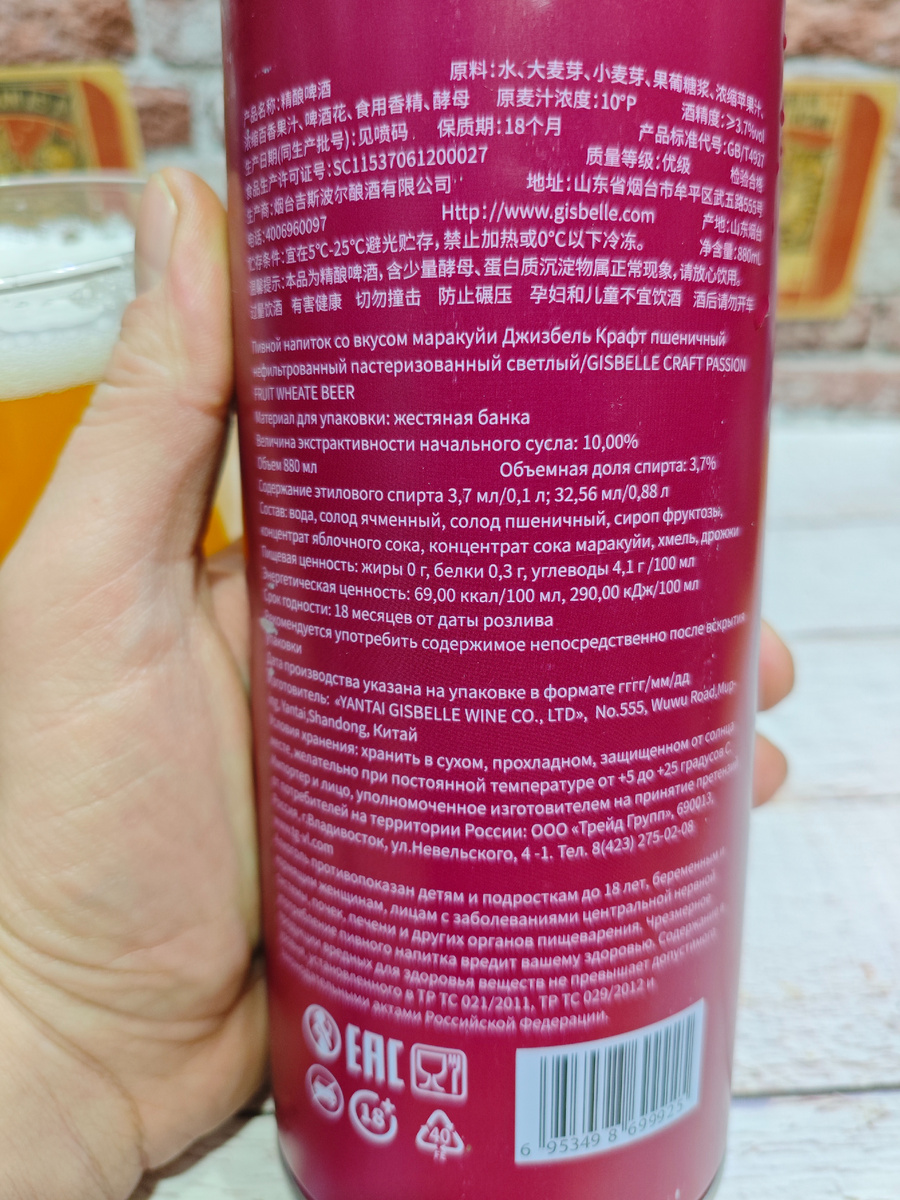 产品名称:精酿啤酒 原料:水、大麦芽、小麦芽、果葡糖浆、浓缩苹果汁、
浓缩百香果汁、啤酒花、食用香精、酵母 原麦汁浓度:10°P 酒精度:≥3.7%vol
生产日期(同生产批号):见喷码 保质期:18个月 产品标准代号:GB/T4927
食品生产许可证号:SC11537061200027 质量等级:优级 检验合格
生产商:烟台吉斯波尔酿酒有限公司 地址:山东省烟台市牟平区武五路555号
电话:4006960097 Http://www.gisbelle.com 产地:山东烟台
贮存条件:宜在5°C-25°C避光贮存,禁止加热或0°C以下冷冻。 净含量:880mL
温馨提示:本品为精酿啤酒,含少量酵母、蛋白质沉淀物属正常现象,请放心饮用。
过量饮酒 有害健康 切勿撞击 防止碾压 孕妇和儿童不宜饮酒 酒后请勿开车
Пивной напиток со вкусом маракуйи Джизбель Крафт пшеничный
нефильтрованный пастеризованный светлый/GISBELLE CRAFT PASSION
FRUIT WHEATE BEER
Материал для упаковки: жестяная банка
Величина экстрактивности начального сусла: 10,00%
Объем 880 мл Объемная доля спирта: 3,7%
Содержание этилового спирта 3,7 мл/0,1 л; 32,56 мл/0,88 л
Состав: вода, солод ячменный, солод пшеничный, сироп фруктозы,
концентрат яблочного сока, концентрат сока маракуйи, хмель, дрожжи
Пищевая ценность: жиры 0 г, белки 0,3 г, углеводы 4,1 г /100 мл
Энергетическая ценность: 69,00 ккал/100 мл, 290,00 кДж/100 мл
Срок годности: 18 месяцев от даты розлива
Рекомендуется употребить содержимое непосредственно после вскрытия
упаковки
Дата производства указана на упаковке в формате гггг/мм/дд
Изготовитель: «YANTAI GISBELLE WINE CO., LTD», No.555, Wuwu Road,Mup-
ing, Yantai,Shandong, Китай
Условия хранения: хранить в сухом, прохладном, защищенном от солнца
месте, желательно при постоянной температуре от +5 до +25 градусов С
Импортер и лицо, уполномоченное изготовителем на принятие претензий
от потребителей на территории России: ООО «Трейд Групп», 690013,
Россия, г.Владивосток, ул.Невельского, 4 -1. Тел. 8(423) 275-02-08
www.tg-vl.com
противопоказан детям и подросткам до 18 лет, беременным и
кормящим женщинам, лицам с заболеваниями центральной нервной
системы, почек, печени и других органов пищеварения. Чрезмерное
употребление пивного напитка вредит вашему здоровью. Содержание
вредных для здоровья веществ не превышает допустимого
установленного в ТР ТС 021/2011, ТР ТС 029/2012 и
актами Российской Федерации.
EAC
18+
40
FE
6 95349 8 699925